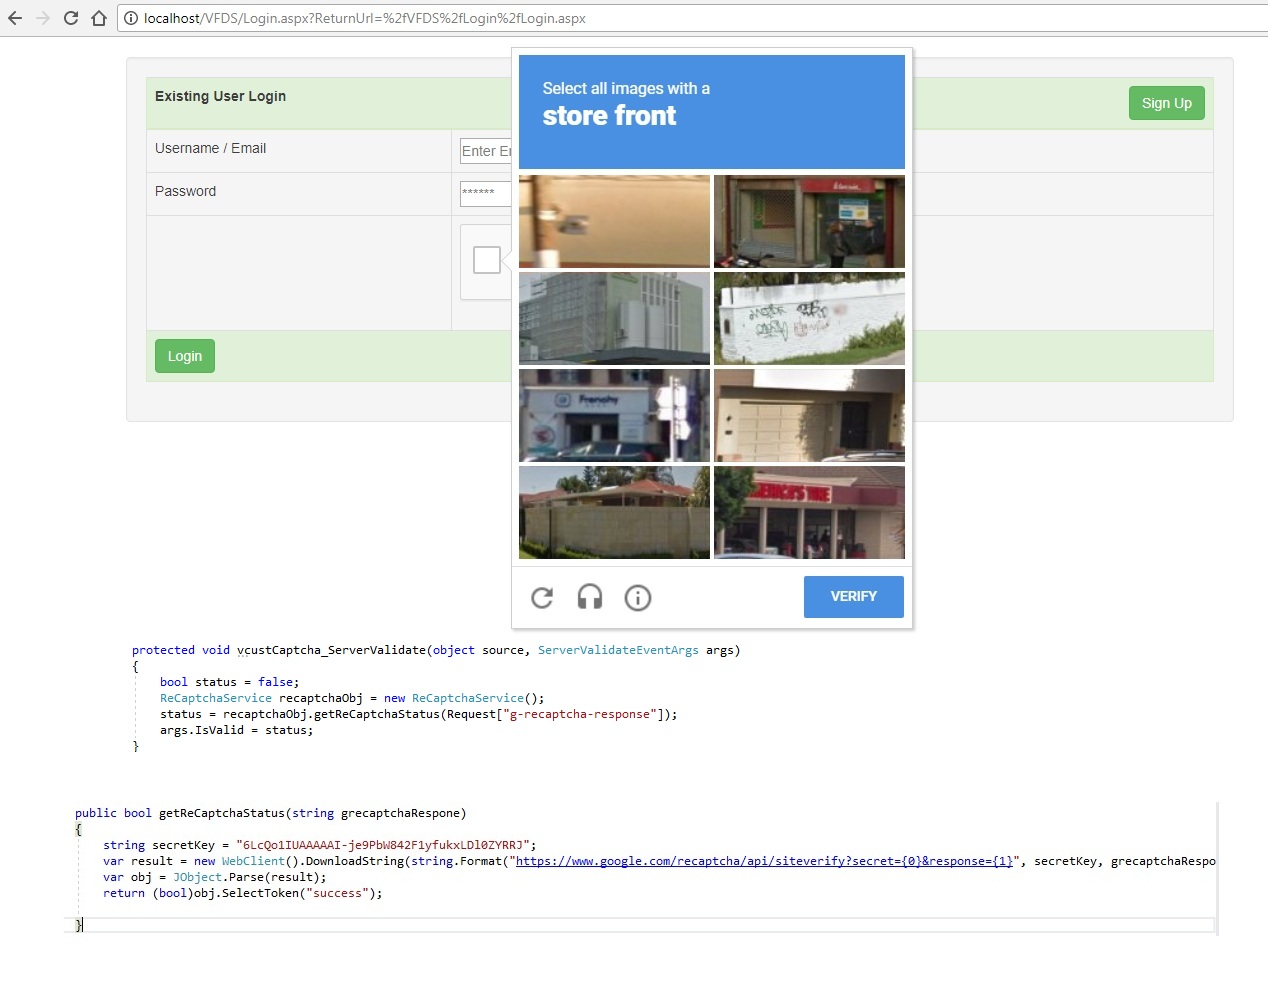 localhost/VFDS/Login.aspx?ReturnUrl=%2fVFDS%2fLogin%2fLogin.aspx
Existing User Login
Sign Up
Username / Email
Enter E
Password
******
Login
Select all images with a
store front
Frenchy
TIRE
VERIFY
protected void vcustCaptcha_ServerValidate(object source, ServerValidateEventArgs args)
{
bool status = false;
ReCaptchaService recaptchaObj = new ReCaptchaService();
status = recaptchaObj.getReCaptchaStatus(Request["g-recaptcha-response"]);
args.IsValid = status;
}
public bool getReCaptchaStatus(string grecaptchaRespone)
{
string secretKey = "6LcQo1IUAAAAAI-je9PbW842F1yfukxLDl0ZYRRJ";
var result = new WebClient().DownloadString(string.Format("https://www.google.com/recaptcha/api/siteverify?secret={0}&response={1}", secretKey, grecaptchaRespo
var obj = JObject.Parse(result);
return (bool)obj.SelectToken("success");
}